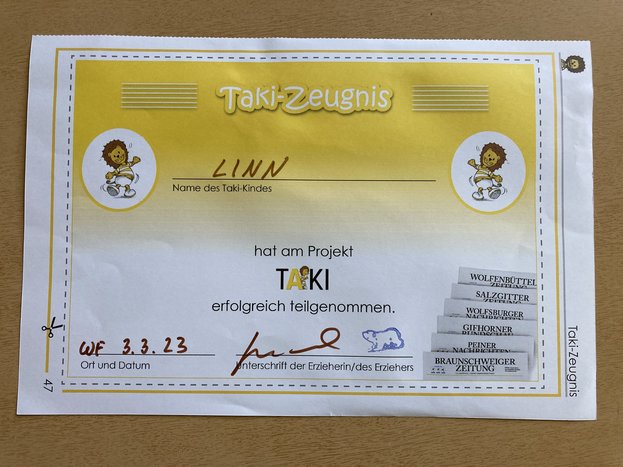 Taki-Zeugnis
LINN
Name des Taki-Kindes
hat am Projekt
TAKI
erfolgreich teilgenommen.
WF 3.3.23
Ort und Datum
Unterschrift der Erzieherin/des Erziehers
WOLFENBÜTTEL
ZEITUNG
SALZGITTER
ZEITUNG
WOLFSBURGER
NACHRICHTEN
GIFHORNER
RUNDSCHAU
PEINER
NACHRICHTEN
BRAUNSCHWEIGER
ZEITUNG
47
Taki-Zeugnis